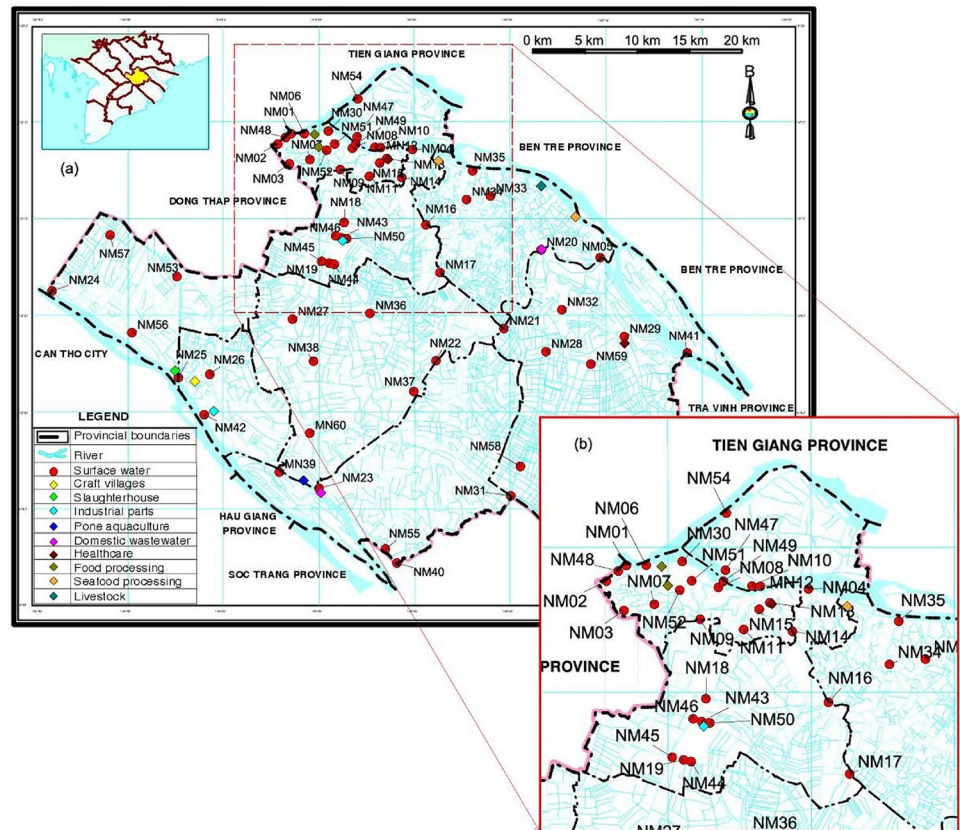 TIEN GIANG PROVINCE
0 km 5 km 10 km 15 km 20 km
B
(a)
NM54
NM06
NM47
NM01
NM30
NM49
NM48
NM51
NM08
NM10
NM07
MN12
NM04
BEN TRE PROVINCE
NM02
NM13
NM35
NM03
NM52
NM15
NM09
NM14
NM11
NM34
NM33
DONG THAP PROVINCE
NM18
NM16
NM46
NM43
NM50
NM45
NM20
NM05
NM57
NM53
NM19
NM44
NM17
BEN TRE PROVINCE
NM24
NM27
NM36
NM32
NM56
NM21
NM29
CAN THO CITY
NM25
NM26
NM38
NM22
NM28
NM59
NM41
NM37
TRA VINH PROVINCE
LEGEND
NM42
MN60
Provincial boundaries
River
Surface water
Craft villages
Slaughterhouse
Industrial parts
Pone aquaculture
Domestic wastewater
Healthcare
Food processing
Seafood processing
Livestock
NM58
MN39
NM23
NM31
HAU GIANG
PROVINCE
NM55
NM40
SOC TRANG PROVINCE
(b)
TIEN GIANG PROVINCE
NM54
NM06
NM47
NM01
NM30
NM49
NM51
NM48
NM08
NM10
NM07
MN12
NM04
NM02
NM13
NM35
NM03
NM52
NM15
NM09
NM14
NM11
NM34
NM
PROVINCE
NM18
NM16
NM46
NM43
NM50
NM45
NM19
NM17
NM44
NM36
NM27